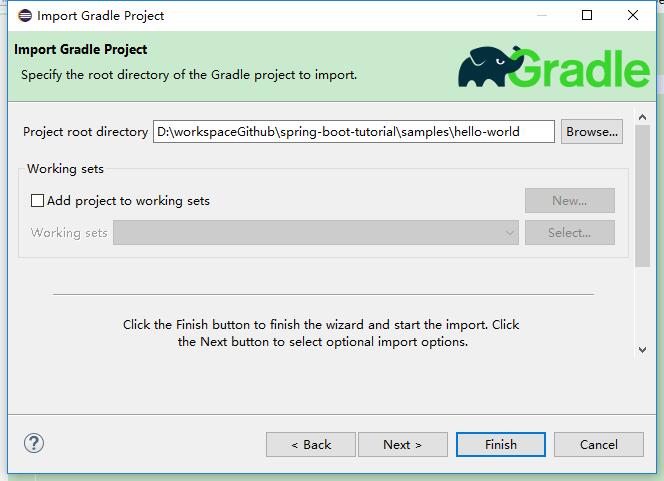 Import Gradle Project
Import Gradle Project
Specify the root directory of the Gradle project to import.
Gradle
Project root directory D:\workspaceGithub\spring-boot-tutorial\samples\hello-world Browse...
Working sets
Add project to working sets New...
Working sets Select...
Click the Finish button to finish the wizard and start the import. Click
the Next button to select optional import options.
? < Back Next > Finish Cancel